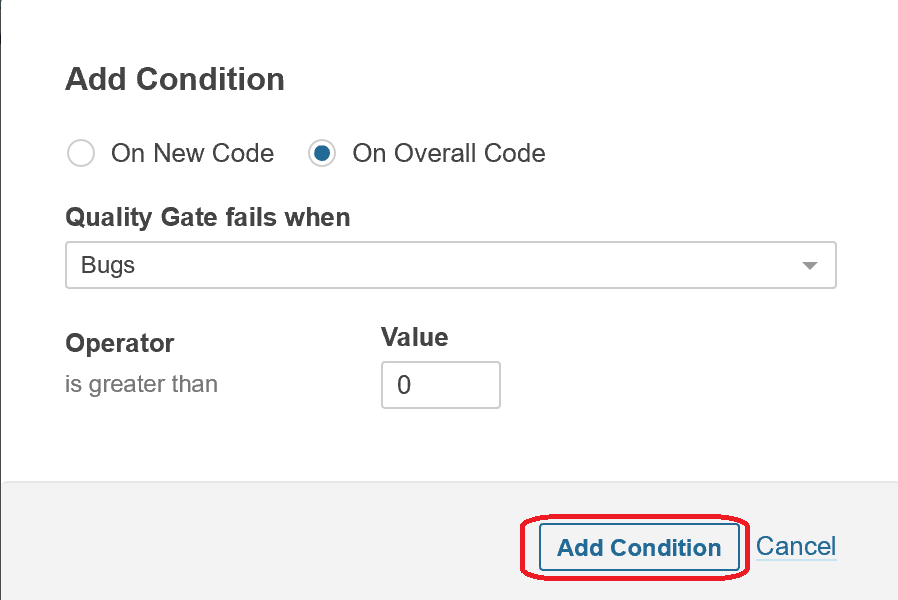 Add Condition
On New Code On Overall Code
Quality Gate fails when
Bugs
Operator Value
is greater than 0
Add Condition Cancel